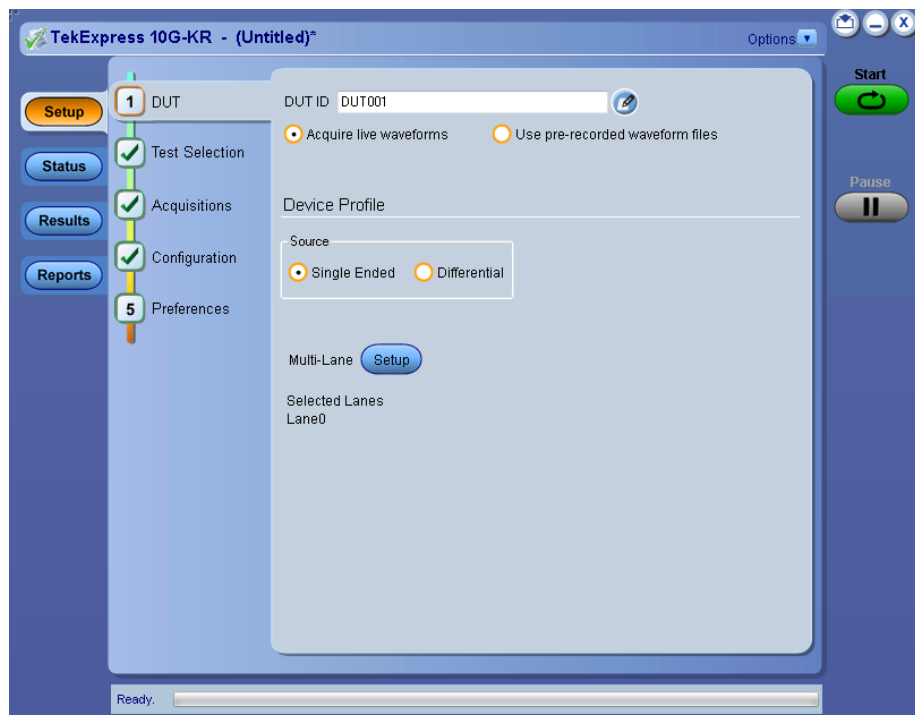 TekExpress 10G-KR - (Untitled)*
Options
Start
Setup
Status
Results
Reports
1 DUT
Test Selection
Acquisitions
Configuration
5 Preferences
DUT ID DUT001
Acquire live waveforms Use pre-recorded waveform files
Device Profile
Source
Single Ended Differential
Multi-Lane Setup
Selected Lanes
Lane0
Pause
Ready.